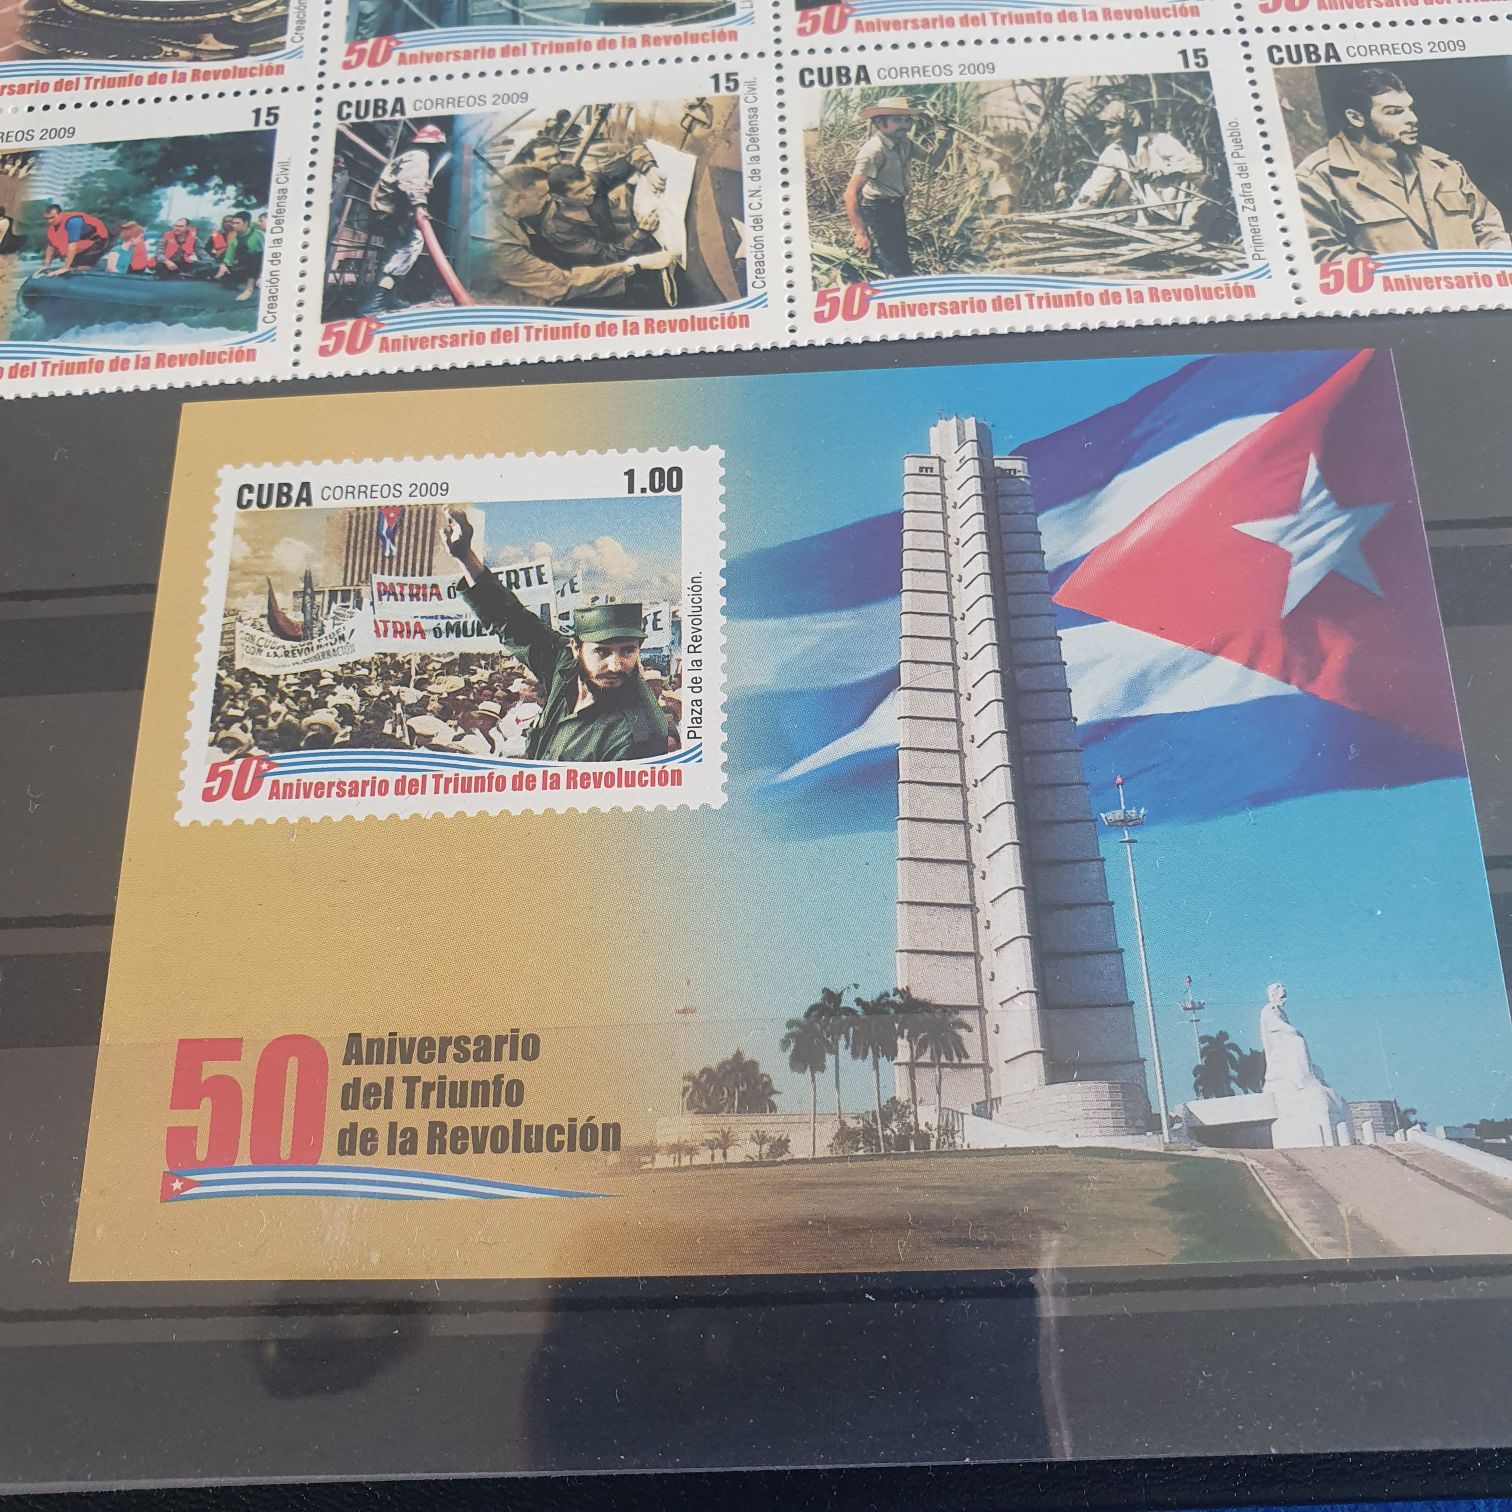 Aniversario del Triunfo de la Revolución
50 Aniversario del Triunfo de la Revolución
50 Aniversario del Triunfo de la Revolución
50
CORREOS 2009 15
Creación de la Defensa Civil.
Aniversario del Triunfo de la Revolución
CUBA CORREOS 2009 15
Creación del C.N. de la Defensa Civil.
50 Aniversario del Triunfo de la Revolución
CUBA CORREOS 2009 15
Primera Zafra del Pueblo.
50 Aniversario del Triunfo de la Revolución
CUBA CORREOS 2009
50 Aniversario
CUBA CORREOS 2009 1.00
PATRIA ó
Plaza de la Revolución.
50 Aniversario del Triunfo de la Revolución
50 Aniversario
del Triunfo
de la Revolución